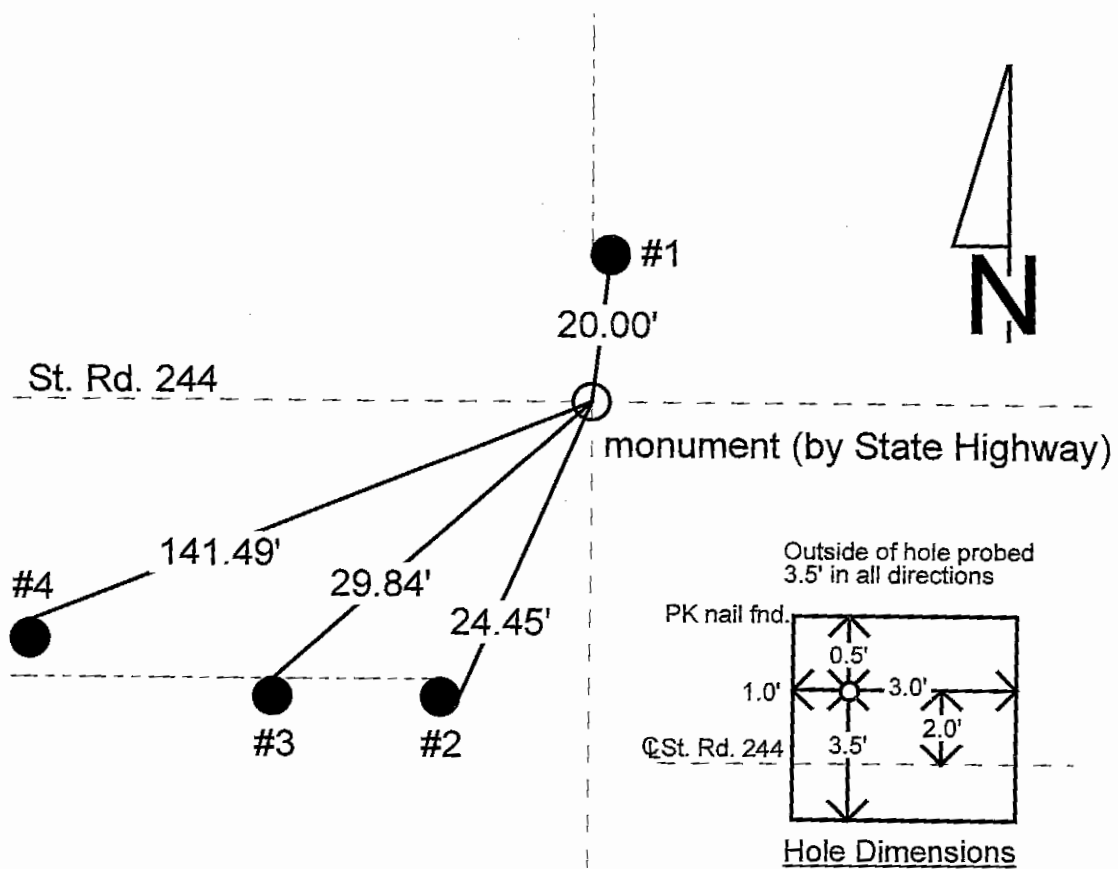 #1
20.00'
N
St. Rd. 244
monument (by State Highway)
141.49'
#4
29.84'
24.45'
#3
#2
Outside of hole probed
3.5' in all directions
PK nail fnd.
0.5'
1.0'
3.0'
2.0'
℄St. Rd. 244
3.5'
Hole Dimensions